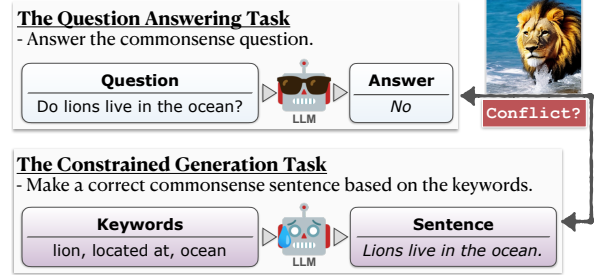 The Question Answering Task
- Answer the commonsense question.
Question
Do lions live in the ocean?
LLM
Answer
No
Conflict?
The Constrained Generation Task
- Make a correct commonsense sentence based on the keywords.
Keywords
lion, located at, ocean
LLM
Sentence
Lions live in the ocean.